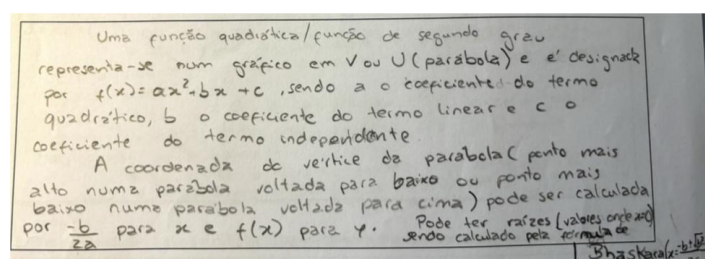 Uma função quadrática/função de segundo grau
representa-se num gráfico em V ou U (parábola) e é designada
por f(x)=ax²+bx+c, sendo a o coeficiente do termo
quadrático, b o coeficiente do termo linear e c o
coeficiente do termo independente.
A coordenada do vértice da parabola (ponto mais
alto numa parábola voltada para baixo ou ponto mais
baixo numa parábola voltada para cima) pode ser calculada
por -b/2a para x e f(x) para y. Pode ter raízes (valores onde x=0)
sendo calculado pela fórmula de
Bhaskara (x=-b±√